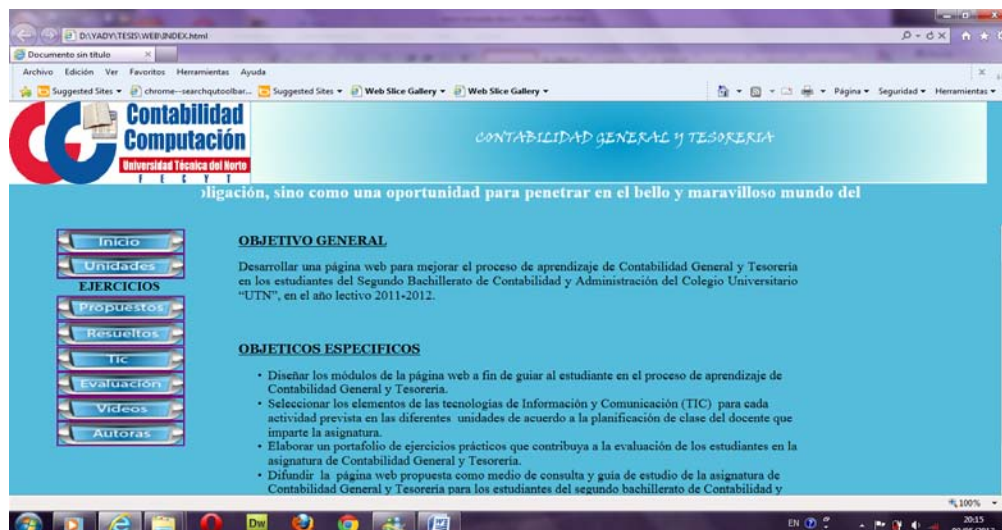 D:\YADY\TESIS\WEB\INDEX.html
Documento sin título
Archivo Edición Ver Favoritos Herramientas Ayuda
Suggested Sites chrome--searchqutoolbar... Suggested Sites Web Slice Gallery Web Slice Gallery Página Seguridad Herramientas
Contabilidad
Computación
Universidad Técnica del Norte
F E C Y T
CONTABILIDAD GENERAL Y TESORERIA
ligación, sino como una oportunidad para penetrar en el bello y maravilloso mundo del
Inicio
Unidades
EJERCICIOS
Propuestos
Resueltos
Tic
Evaluación
Videos
Autoras
OBJETIVO GENERAL
Desarrollar una página web para mejorar el proceso de aprendizaje de Contabilidad General y Tesorería
en los estudiantes del Segundo Bachillerato de Contabilidad y Administración del Colegio Universitario
“UTN”, en el año lectivo 2011-2012.
OBJETICOS ESPECIFICOS
• Diseñar los módulos de la página web a fin de guiar al estudiante en el proceso de aprendizaje de
Contabilidad General y Tesorería.
• Seleccionar los elementos de las tecnologías de Información y Comunicación (TIC) para cada
actividad prevista en las diferentes unidades de acuerdo a la planificación de clase del docente que
imparte la asignatura.
• Elaborar un portafolio de ejercicios prácticos que contribuya a la evaluación de los estudiantes en la
asignatura de Contabilidad General y Tesorería.
• Difundir la página web propuesta como medio de consulta y guía de estudio de la asignatura de
Contabilidad General y Tesorería para los estudiantes del segundo bachillerato de Contabilidad y
100%
Dw
EN
20:15